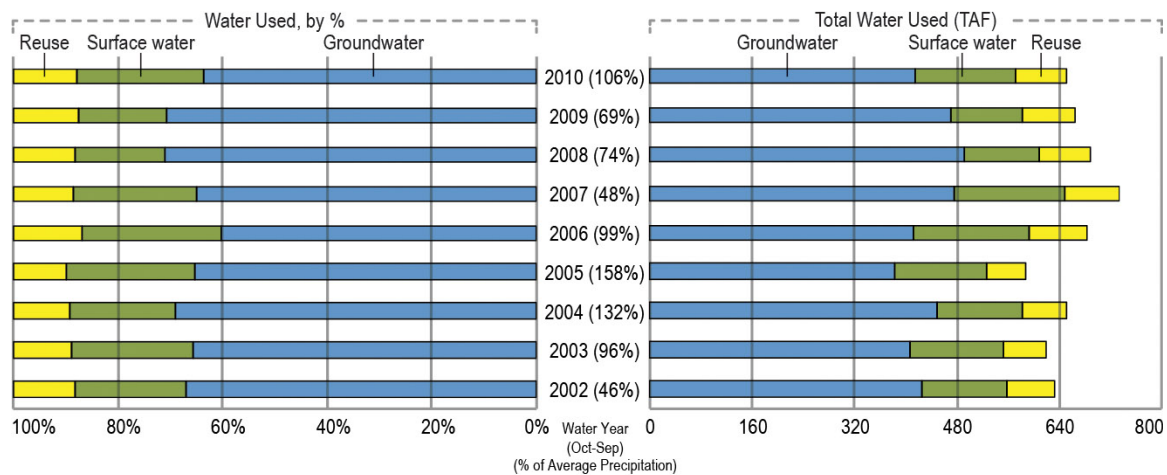 Water Used, by %
Total Water Used (TAF)
Reuse Surface water Groundwater
Groundwater Surface water Reuse
2010 (106%)
2009 (69%)
2008 (74%)
2007 (48%)
2006 (99%)
2005 (158%)
2004 (132%)
2003 (96%)
2002 (46%)
100% 80% 60% 40% 20% 0%
Water Year
(Oct-Sep)
(% of Average Precipitation)
0 160 320 480 640 800